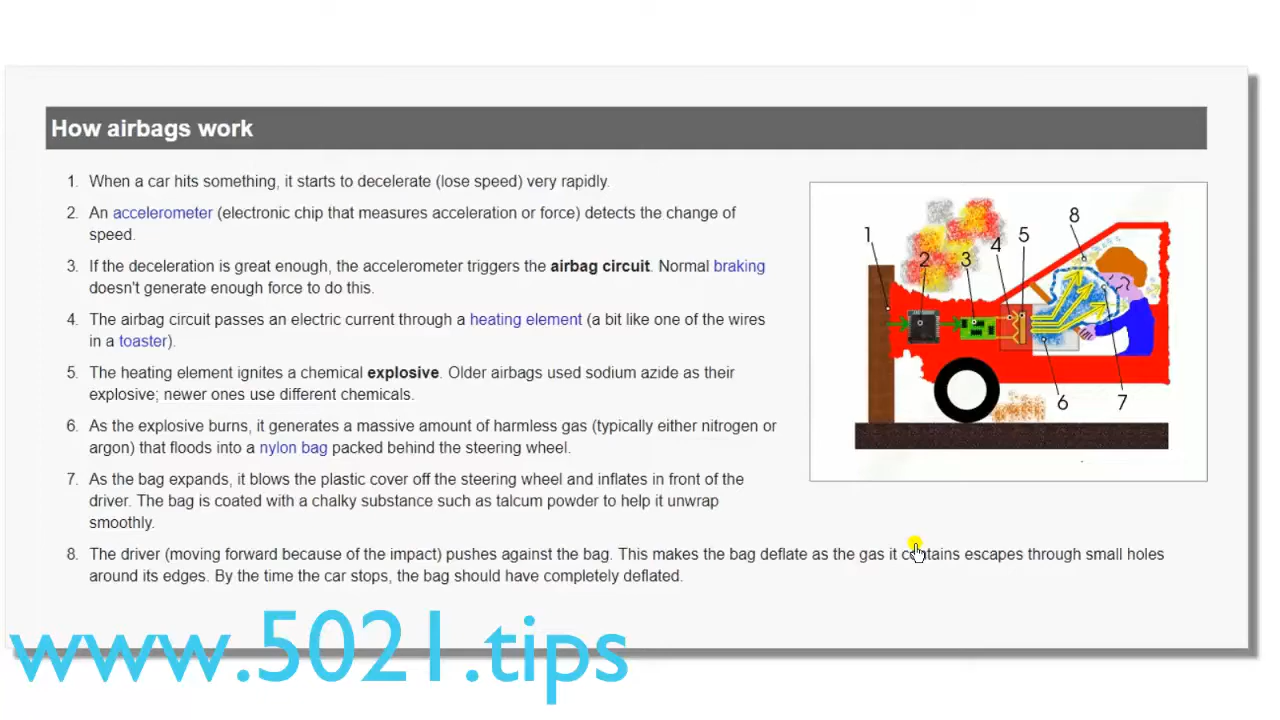 How airbags work
1. When a car hits something, it starts to decelerate (lose speed) very rapidly.
2. An accelerometer (electronic chip that measures acceleration or force) detects the change of
speed.
3. If the deceleration is great enough, the accelerometer triggers the airbag circuit. Normal braking
doesn't generate enough force to do this.
4. The airbag circuit passes an electric current through a heating element (a bit like one of the wires
in a toaster).
5. The heating element ignites a chemical explosive. Older airbags used sodium azide as their
explosive; newer ones use different chemicals.
6. As the explosive burns, it generates a massive amount of harmless gas (typically either nitrogen or
argon) that floods into a nylon bag packed behind the steering wheel.
7. As the bag expands, it blows the plastic cover off the steering wheel and inflates in front of the
driver. The bag is coated with a chalky substance such as talcum powder to help it unwrap
smoothly.
8. The driver (moving forward because of the impact) pushes against the bag. This makes the bag deflate as the gas it contains escapes through small holes
around its edges. By the time the car stops, the bag should have completely deflated.
1 2 3 4 5 8
6 7
www.5021.tips